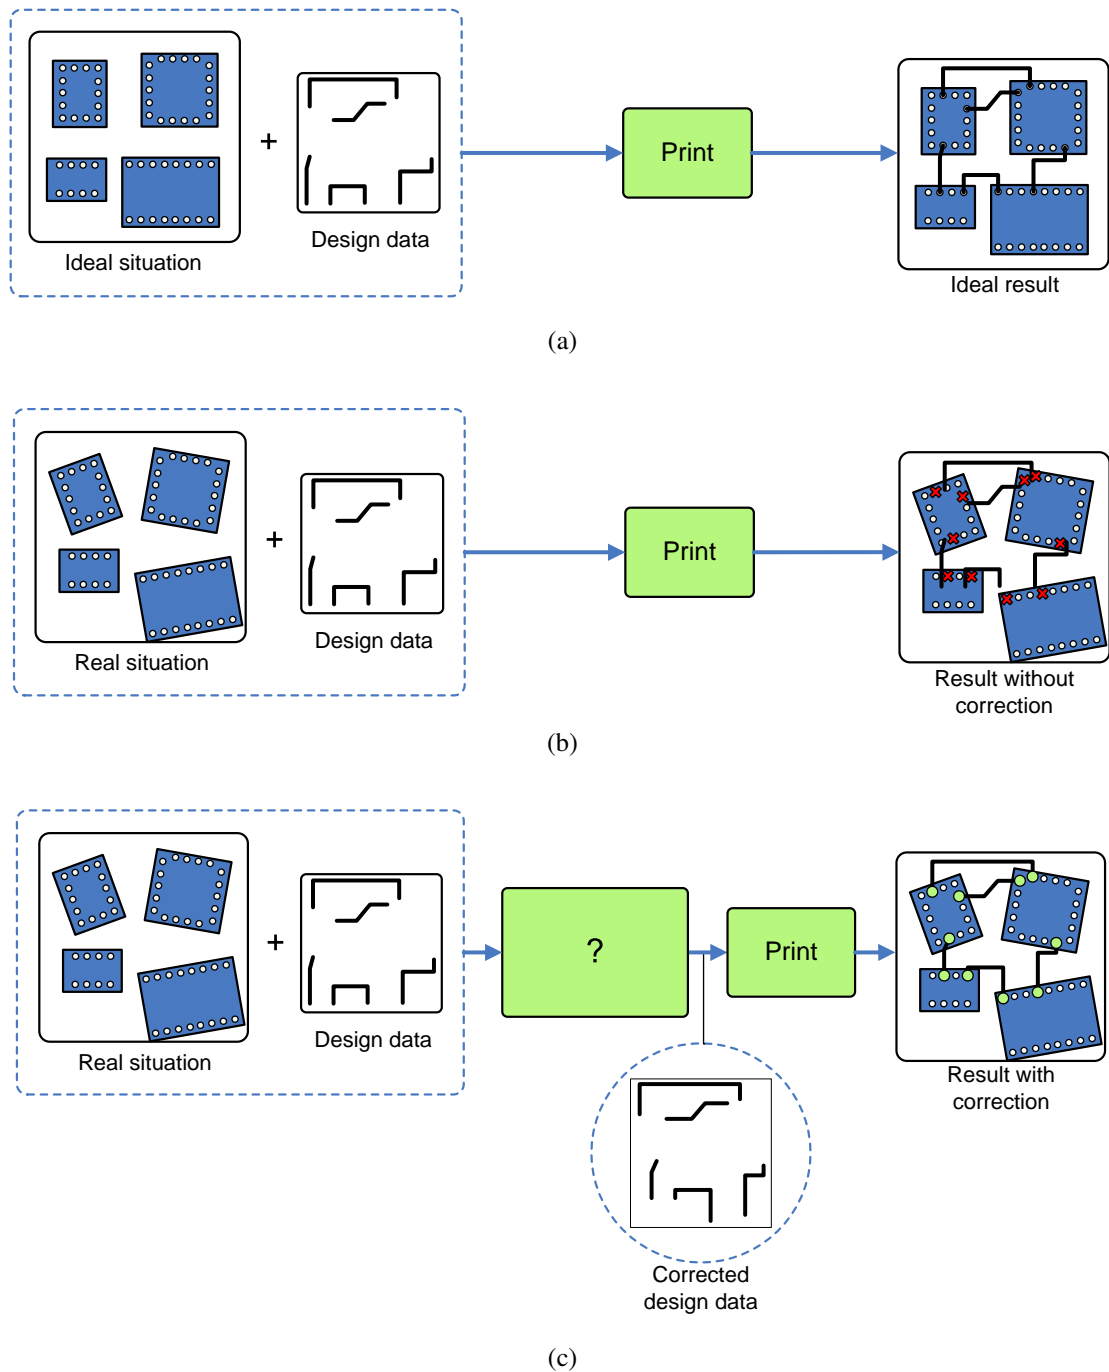 +
Print
Design data
Ideal situation
Ideal result
(a)
+
Print
Design data
Real situation
Result without
correction
(b)
+
?
Print
Design data
Real situation
Result with
correction
Corrected
design data
(c)